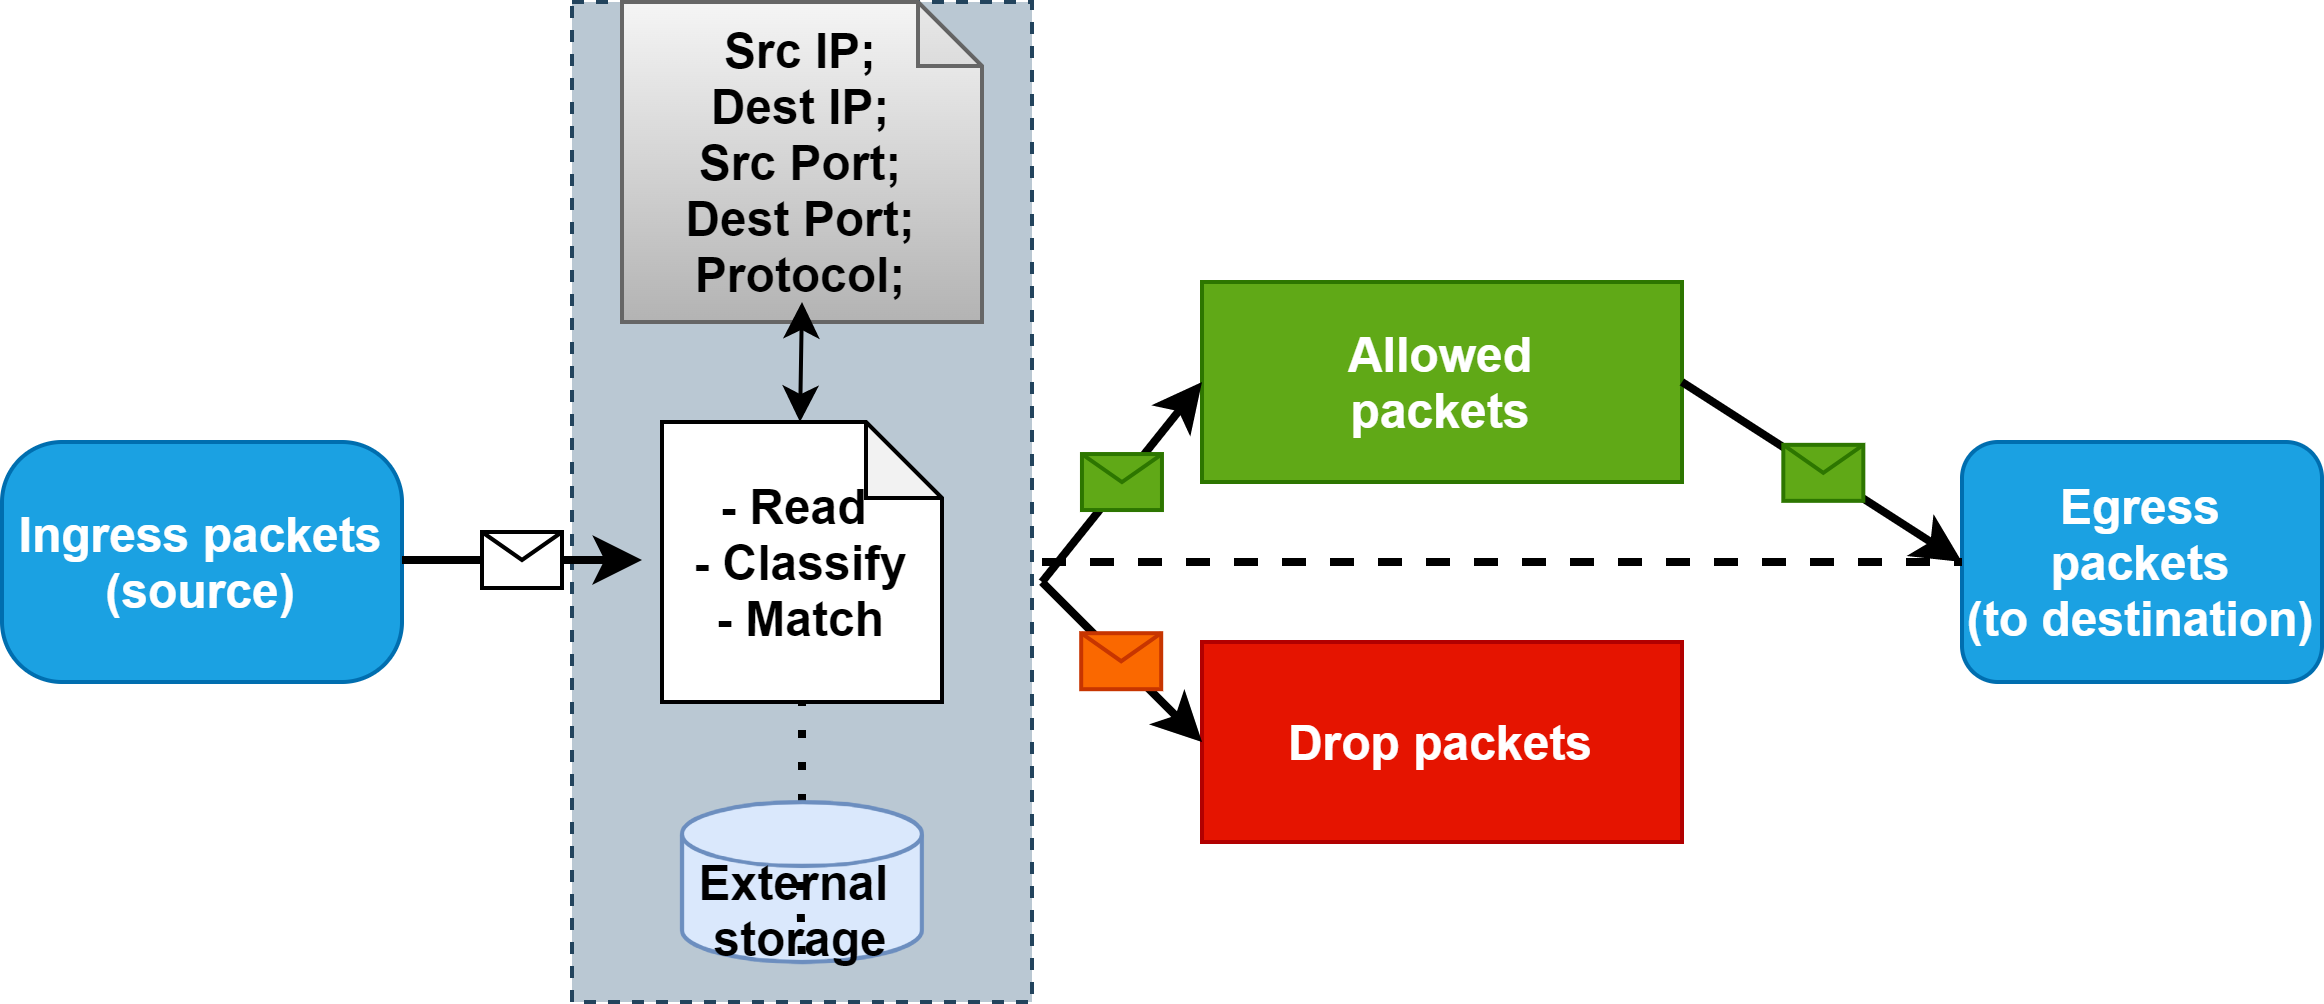 Src IP;
Dest IP;
Src Port;
Dest Port;
Protocol;
Ingress packets
(source)
- Read
- Classify
- Match
External
storage
Allowed
packets
Drop packets
Egress
packets
(to destination)